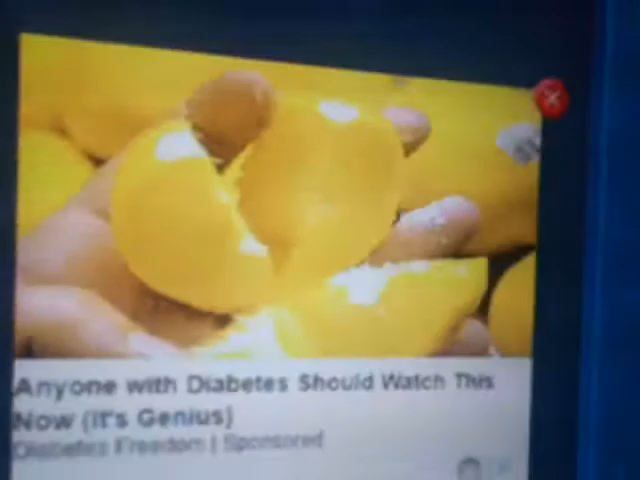 Anyone with Diabetes Should Watch This
Now (It's Genius)
Diabetes Freedom | Sponsored